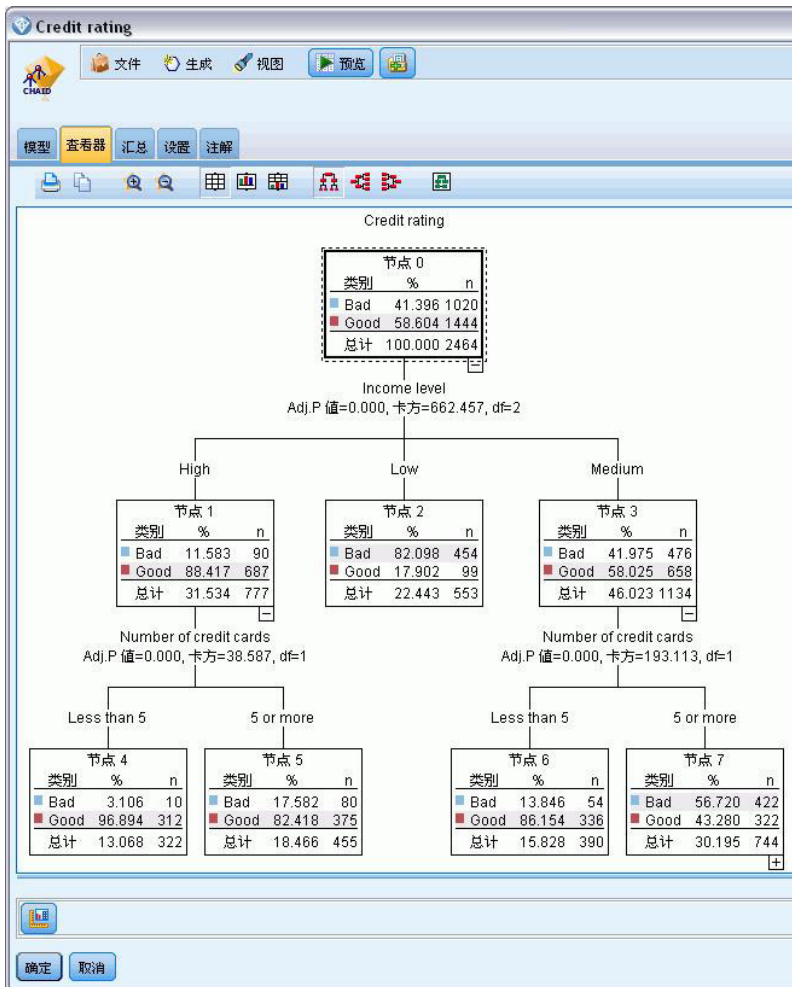 Credit rating
CHAID
文件 生成 视图 预览
模型 查看器 汇总 设置 注解
Credit rating
节点 0
类别 % n
Bad 41.396 1020
Good 58.604 1444
总计 100.000 2464
Income level
Adj.P 值=0.000, 卡方=662.457, df=2
High Low Medium
节点 1
类别 % n
Bad 11.583 90
Good 88.417 687
总计 31.534 777
节点 2
类别 % n
Bad 82.098 454
Good 17.902 99
总计 22.443 553
节点 3
类别 % n
Bad 41.975 476
Good 58.025 658
总计 46.023 1134
Number of credit cards
Adj.P 值=0.000, 卡方=38.587, df=1
Number of credit cards
Adj.P 值=0.000, 卡方=193.113, df=1
Less than 5 5 or more
Less than 5 5 or more
节点 4
类别 % n
Bad 3.106 10
Good 96.894 312
总计 13.068 322
节点 5
类别 % n
Bad 17.582 80
Good 82.418 375
总计 18.466 455
节点 6
类别 % n
Bad 13.846 54
Good 86.154 336
总计 15.828 390
节点 7
类别 % n
Bad 56.720 422
Good 43.280 322
总计 30.195 744
确定 取消